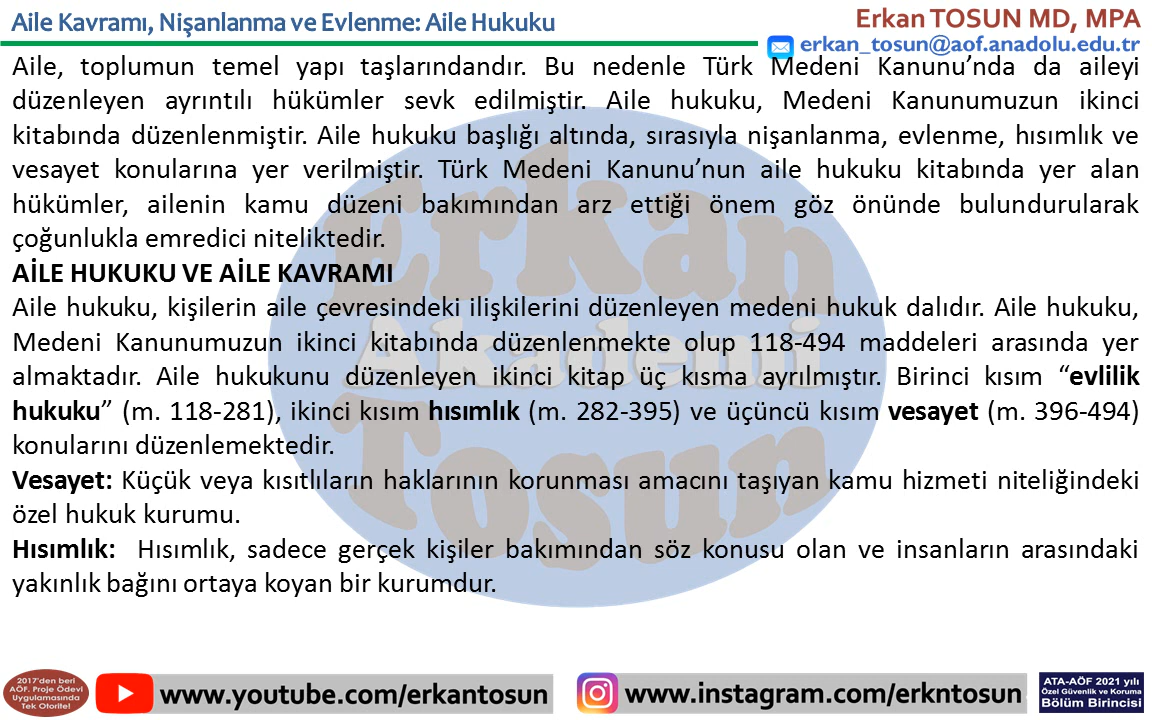 Aile Kavramı, Nişanlanma ve Evlenme: Aile Hukuku
Erkan TOSUN MD, MPA
erkan_tosun@aof.anadolu.edu.tr
Aile, toplumun temel yapı taşlarındandır. Bu nedenle Türk Medeni Kanunu’nda da aileyi
düzenleyen ayrıntılı hükümler sevk edilmiştir. Aile hukuku, Medeni Kanunumuzun ikinci
kitabında düzenlenmiştir. Aile hukuku başlığı altında, sırasıyla nişanlanma, evlenme, hısımlık ve
vesayet konularına yer verilmiştir. Türk Medeni Kanunu’nun aile hukuku kitabında yer alan
hükümler, ailenin kamu düzeni bakımından arz ettiği önem göz önünde bulundurularak
çoğunlukla emredici niteliktedir.
AİLE HUKUKU VE AİLE KAVRAMI
Aile hukuku, kişilerin aile çevresindeki ilişkilerini düzenleyen medeni hukuk dalıdır. Aile hukuku,
Medeni Kanunumuzun ikinci kitabında düzenlenmekte olup 118-494 maddeleri arasında yer
almaktadır. Aile hukukunu düzenleyen ikinci kitap üç kısma ayrılmıştır. Birinci kısım “evlilik
hukuku” (m. 118-281), ikinci kısım hısımlık (m. 282-395) ve üçüncü kısım vesayet (m. 396-494)
konularını düzenlemektedir.
Vesayet: Küçük veya kısıtlıların haklarının korunması amacını taşıyan kamu hizmeti niteliğindeki
özel hukuk kurumu.
Hısımlık: Hısımlık, sadece gerçek kişiler bakımından söz konusu olan ve insanların arasındaki
yakınlık bağını ortaya koyan bir kurumdur.
Erkan
Akademi
Tosun
2017'den beri
AÖF. Proje Ödevi
Uygulamasında
Tek Otorite!
www.youtube.com/erkantosun
www.instagram.com/erkntosun
ATA-AÖF 2021 yılı
Özel Güvenlik ve Koruma
Bölüm Birincisi